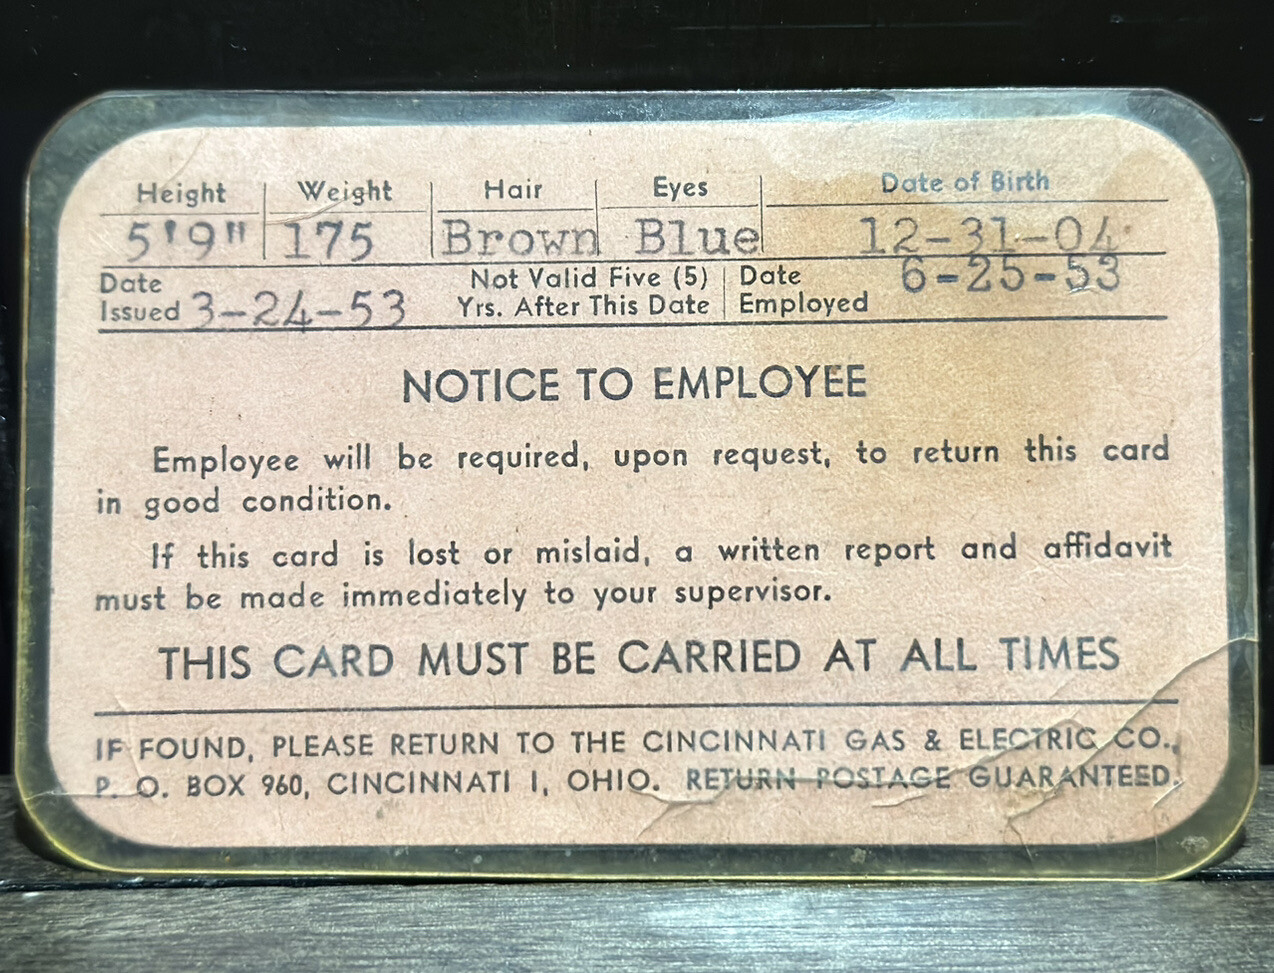 Height Weight Hair Eyes Date of Birth
5'9" 175 Brown Blue 12-31-04
Date Not Valid Five (5) Date 6-25-53
Issued 3-24-53 Yrs. After This Date Employed
NOTICE TO EMPLOYEE
Employee will be required, upon request, to return this card
in good condition.
If this card is lost or mislaid, a written report and affidavit
must be made immediately to your supervisor.
THIS CARD MUST BE CARRIED AT ALL TIMES
IF FOUND, PLEASE RETURN TO THE CINCINNATI GAS & ELECTRIC CO.,
P. O. BOX 960, CINCINNATI 1, OHIO. RETURN POSTAGE GUARANTEED.